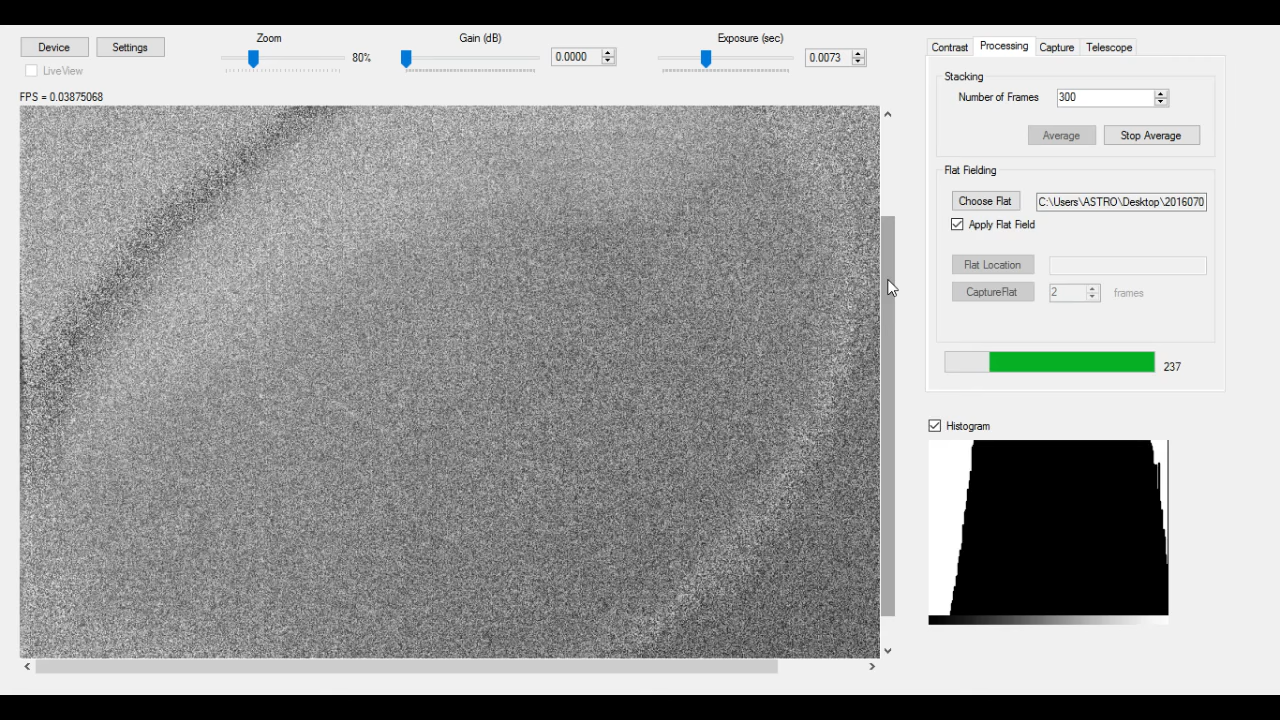 Device Settings Zoom Gain (dB) Exposure (sec)
LiveView 80% 0.0000 0.0073
FPS = 0.03875068
Contrast Processing Capture Telescope
Stacking
Number of Frames 300
Average Stop Average
Flat Fielding
Choose Flat C:\Users\ASTRO\Desktop\2016070
Apply Flat Field
Flat Location
CaptureFlat 2 frames
237
Histogram